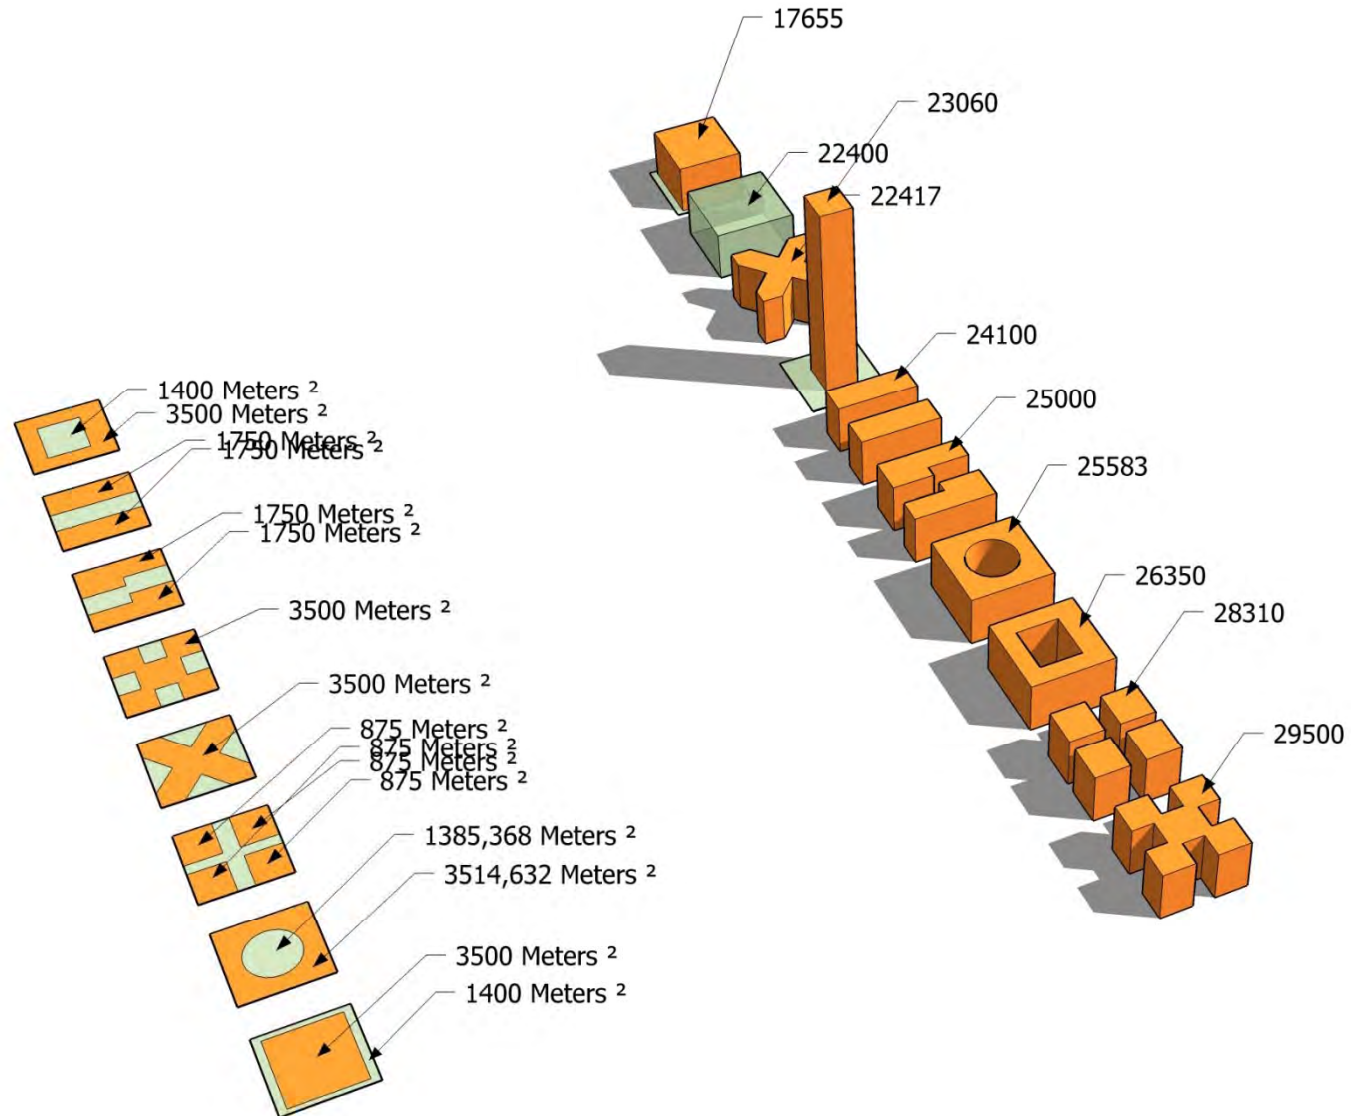 17655
23060
22400
22417
24100
25000
25583
26350
28310
29500
1400 Meters ²
3500 Meters ²
1750 Meters ²
1750 Meters ²
1750 Meters ²
1750 Meters ²
3500 Meters ²
3500 Meters ²
875 Meters ²
875 Meters ²
875 Meters ²
875 Meters ²
1385,368 Meters ²
3514,632 Meters ²
3500 Meters ²
1400 Meters ²